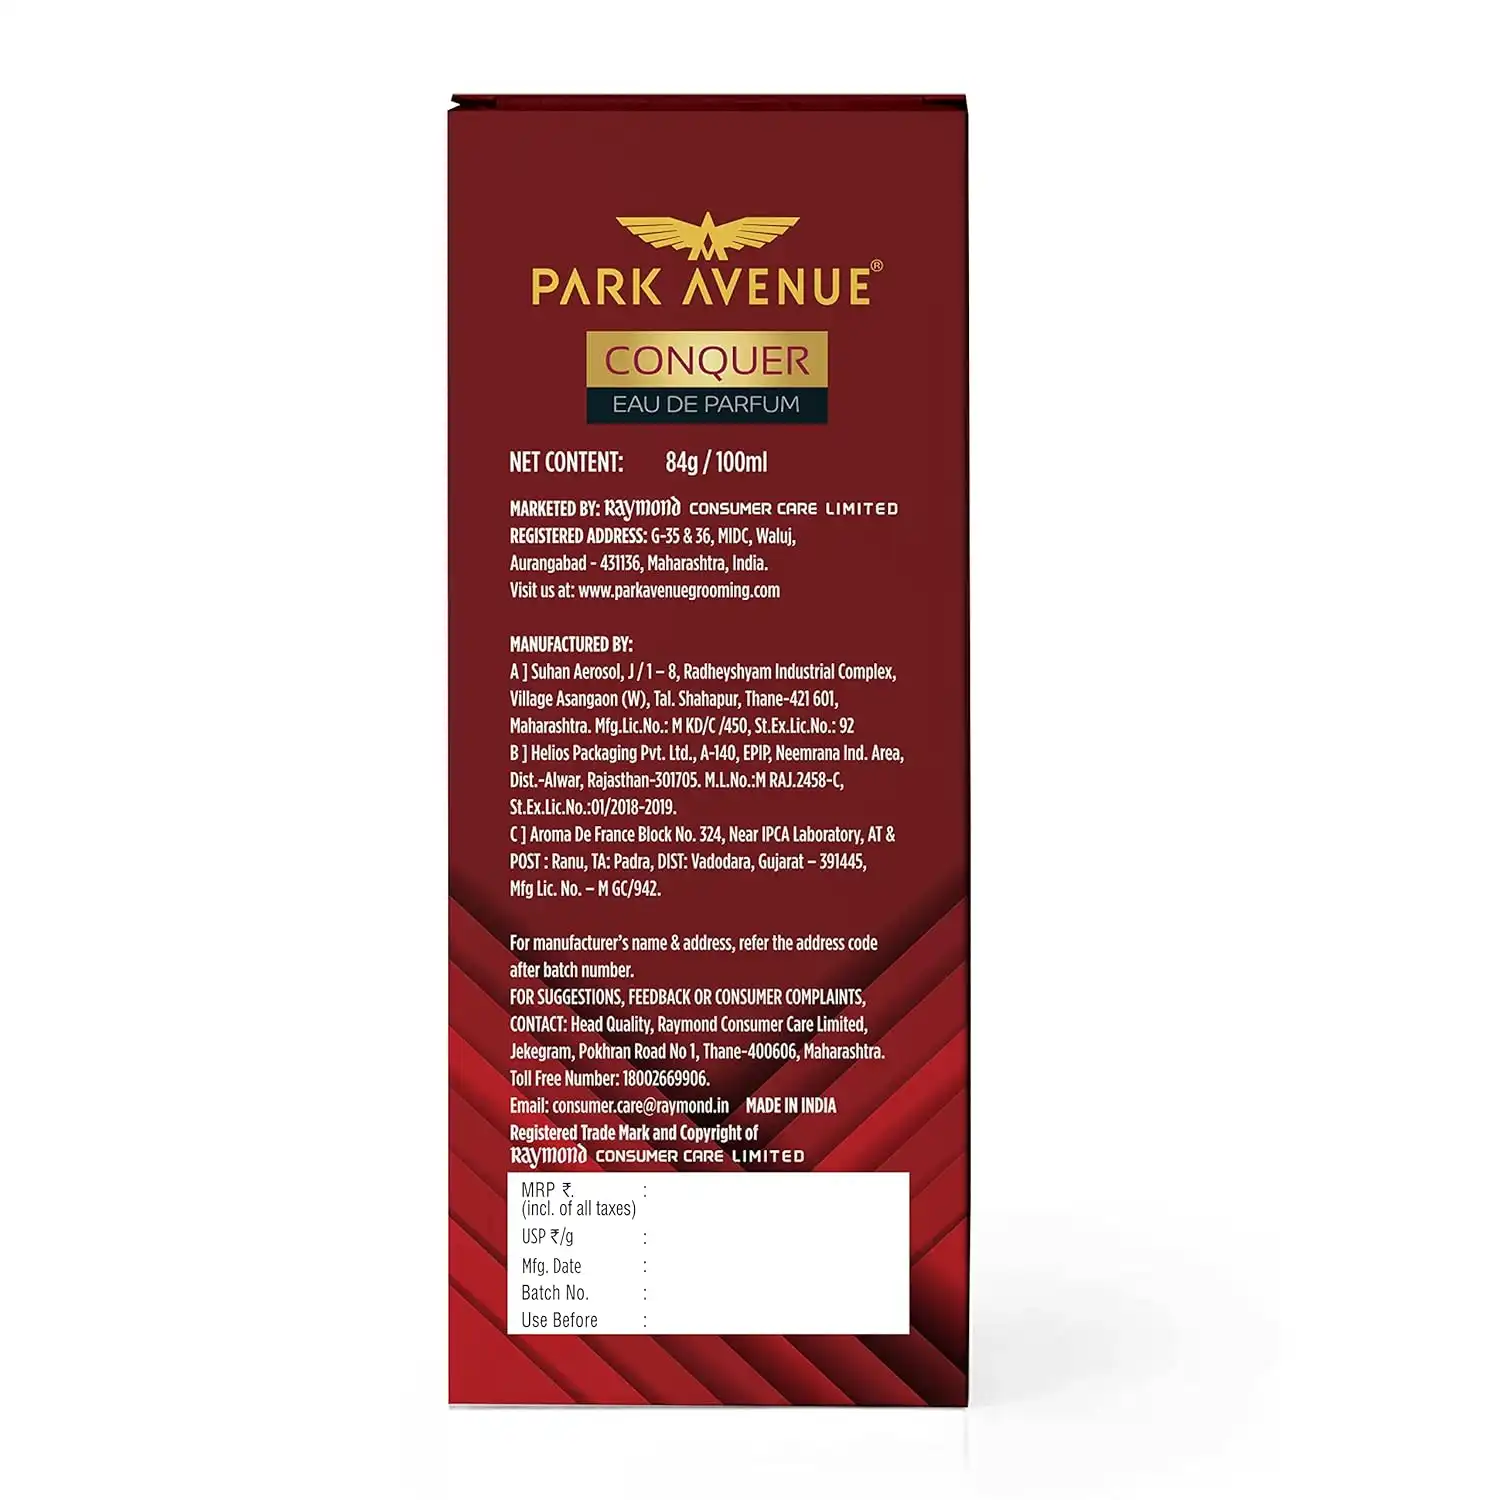 PARK AVENUE®
CONQUER
EAU DE PARFUM
NET CONTENT: 84g / 100ml
MARKETED BY: Raymond CONSUMER CARE LIMITED
REGISTERED ADDRESS: G-35 & 36, MIDC, Waluj,
Aurangabad - 431136, Maharashtra, India.
Visit us at: www.parkavenuegrooming.com
MANUFACTURED BY:
A ] Suhan Aerosol, J / 1 – 8, Radheyshyam Industrial Complex,
Village Asangaon (W), Tal. Shahapur, Thane-421 601,
Maharashtra. Mfg.Lic.No.: M KD/C /450, St.Ex.Lic.No.: 92
B ] Helios Packaging Pvt. Ltd., A-140, EPIP, Neemrana Ind. Area,
Dist.-Alwar, Rajasthan-301705. M.L.No.:M RAJ.2458-C,
St.Ex.Lic.No.:01/2018-2019.
C ] Aroma De France Block No. 324, Near IPCA Laboratory, AT &
POST : Ranu, TA: Padra, DIST: Vadodara, Gujarat – 391445,
Mfg Lic. No. – M GC/942.
For manufacturer's name & address, refer the address code
after batch number.
FOR SUGGESTIONS, FEEDBACK OR CONSUMER COMPLAINTS,
CONTACT: Head Quality, Raymond Consumer Care Limited,
Jekegram, Pokhran Road No 1, Thane-400606, Maharashtra.
Toll Free Number: 18002669906.
Email: consumer.care@raymond.in MADE IN INDIA
Registered Trade Mark and Copyright of
Raymond CONSUMER CARE LIMITED
MRP ₹. :
(incl. of all taxes)
USP ₹/g :
Mfg. Date :
Batch No. :
Use Before :